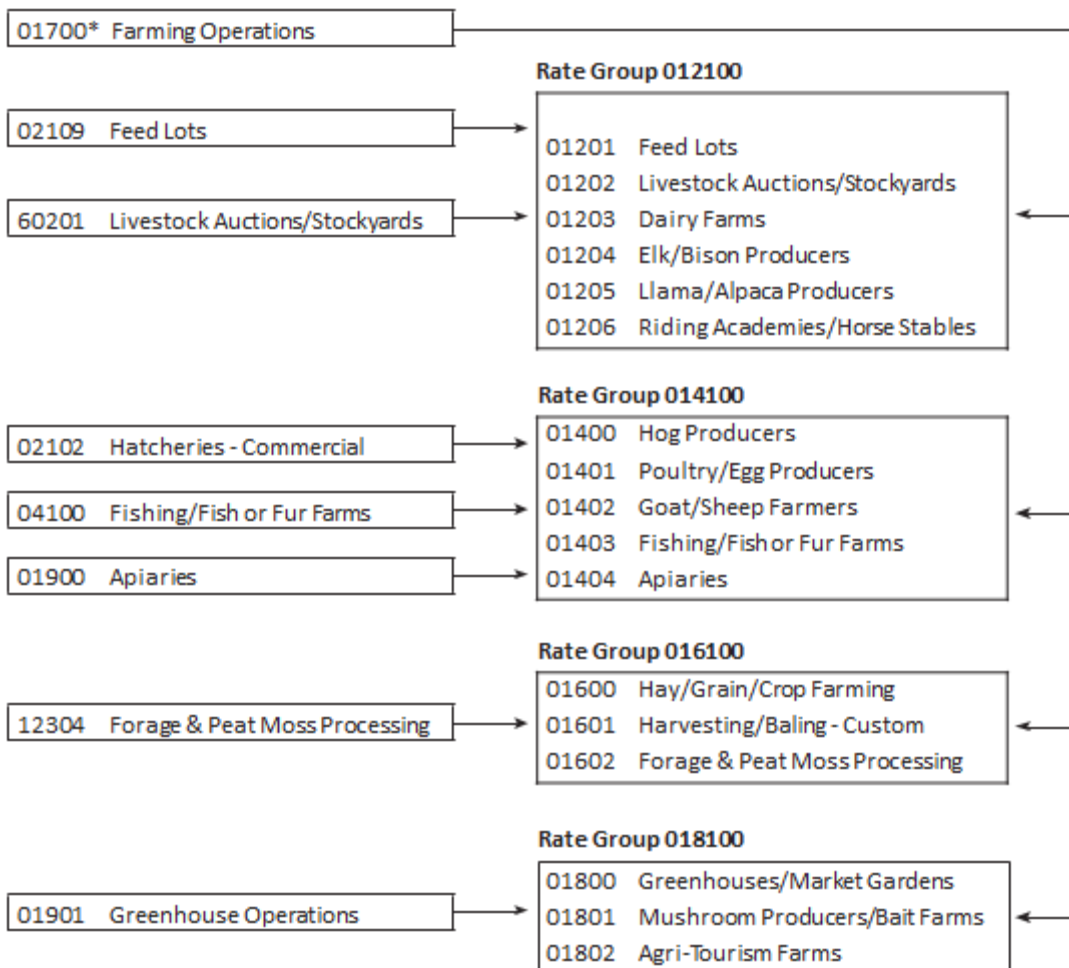 01700* Farming Operations
Rate Group 012100
02109 Feed Lots
60201 Livestock Auctions/Stockyards
01201 Feed Lots
01202 Livestock Auctions/Stockyards
01203 Dairy Farms
01204 Elk/Bison Producers
01205 Llama/Alpaca Producers
01206 Riding Academies/Horse Stables
Rate Group 014100
02102 Hatcheries - Commercial
04100 Fishing/Fish or Fur Farms
01900 Apiaries
01400 Hog Producers
01401 Poultry/Egg Producers
01402 Goat/Sheep Farmers
01403 Fishing/Fish or Fur Farms
01404 Apiaries
Rate Group 016100
12304 Forage & Peat Moss Processing
01600 Hay/Grain/Crop Farming
01601 Harvesting/Baling - Custom
01602 Forage & Peat Moss Processing
Rate Group 018100
01901 Greenhouse Operations
01800 Greenhouses/Market Gardens
01801 Mushroom Producers/Bait Farms
01802 Agri-Tourism Farms